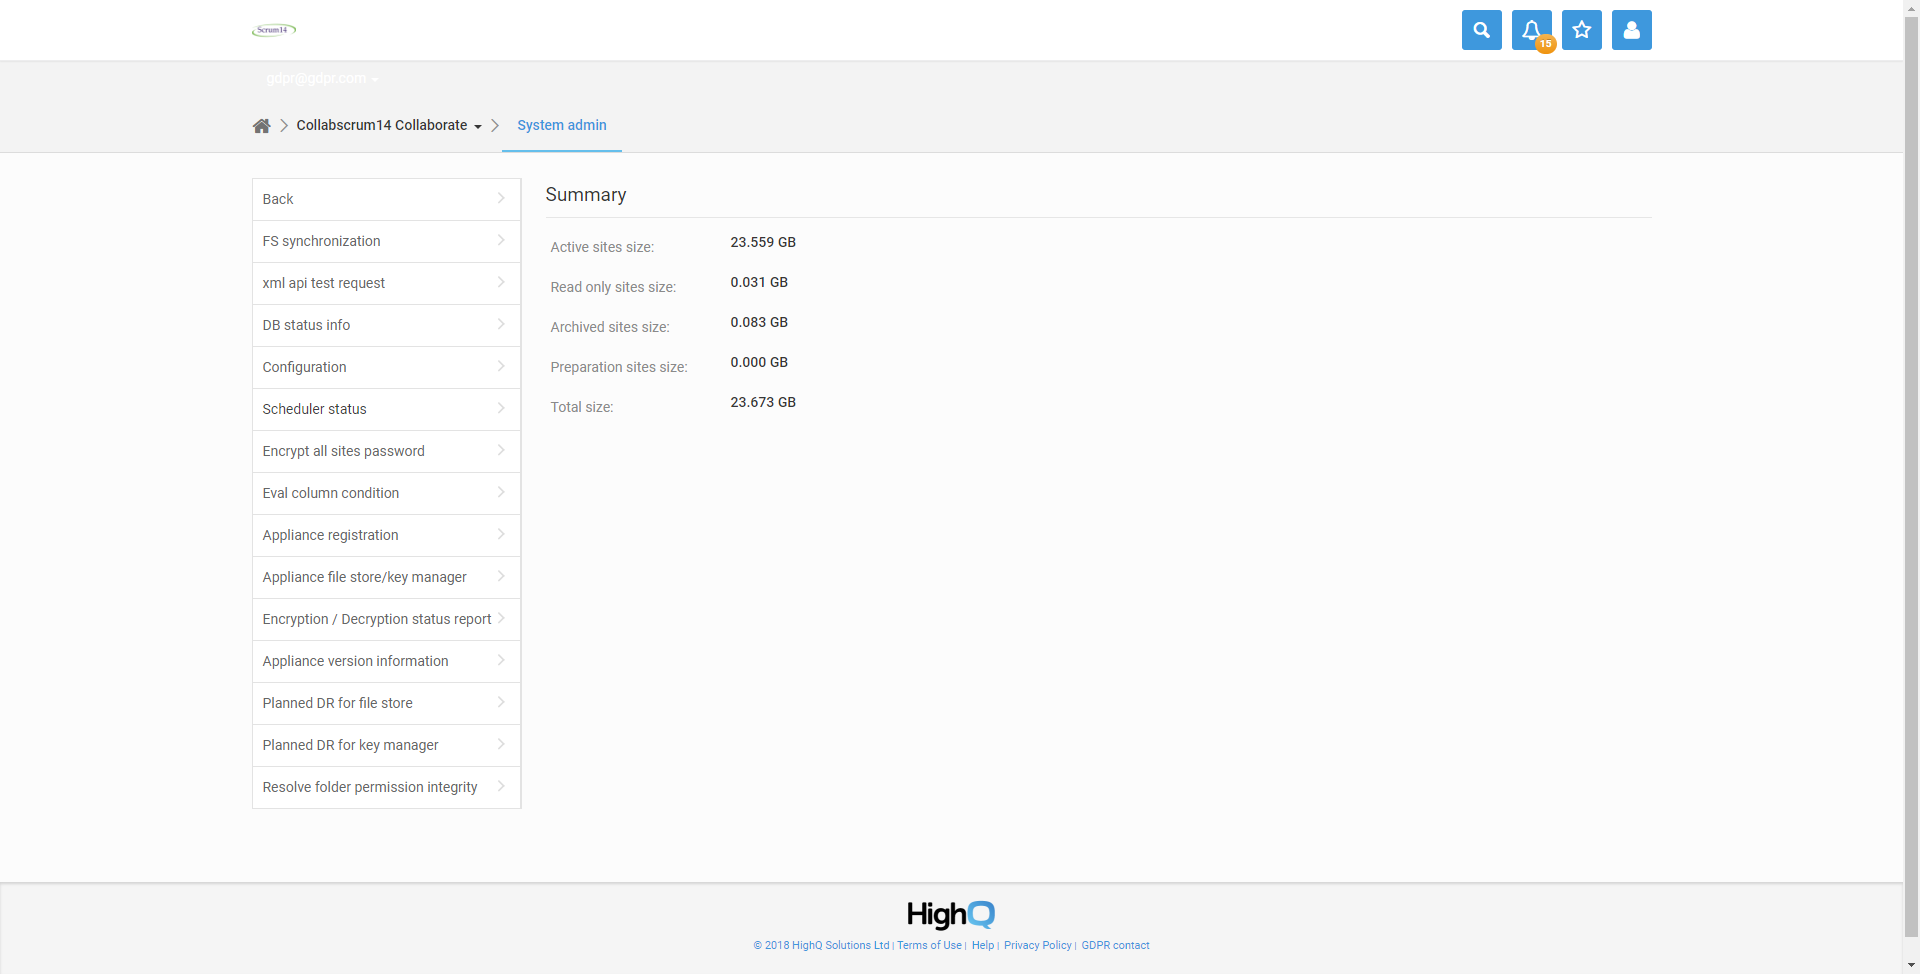 Scrum14
15
gdpr@gdpr.com
Collabscrum14 Collaborate
System admin
Back
FS synchronization
xml api test request
DB status info
Configuration
Scheduler status
Encrypt all sites password
Eval column condition
Appliance registration
Appliance file store/key manager
Encryption / Decryption status report
Appliance version information
Planned DR for file store
Planned DR for key manager
Resolve folder permission integrity
Summary
Active sites size: 23.559 GB
Read only sites size: 0.031 GB
Archived sites size: 0.083 GB
Preparation sites size: 0.000 GB
Total size: 23.673 GB
HighQ
© 2018 HighQ Solutions Ltd | Terms of Use | Help | Privacy Policy | GDPR contact